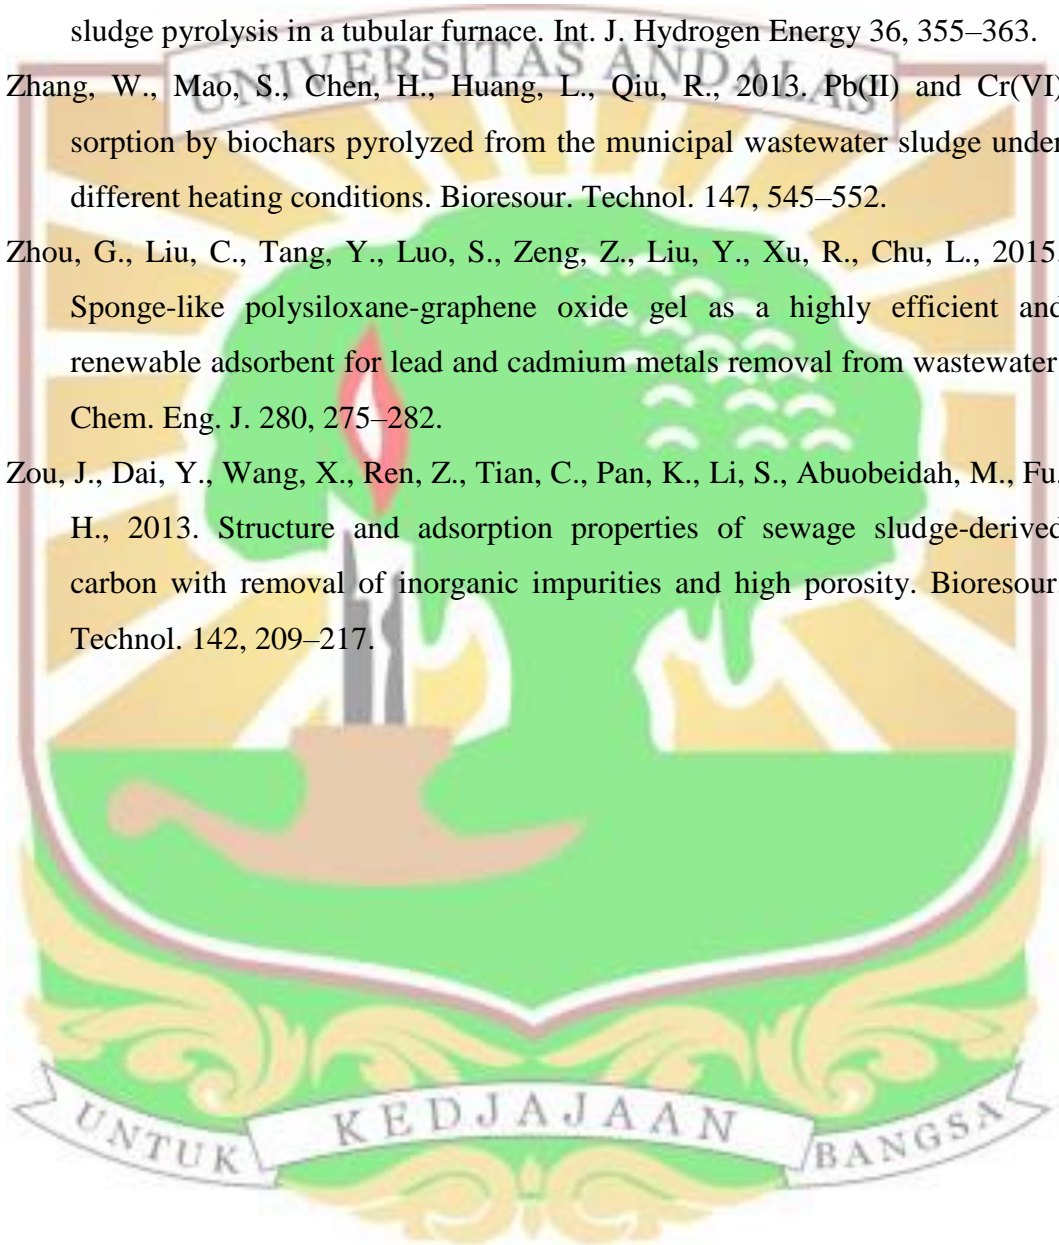 sludge pyrolysis in a tubular furnace. Int. J. Hydrogen Energy 36, 355–363.
UNIVERSITAS ANDALAS
Zhang, W., Mao, S., Chen, H., Huang, L., Qiu, R., 2013. Pb(II) and Cr(VI)
sorption by biochars pyrolyzed from the municipal wastewater sludge under
different heating conditions. Bioresour. Technol. 147, 545–552.
Zhou, G., Liu, C., Tang, Y., Luo, S., Zeng, Z., Liu, Y., Xu, R., Chu, L., 2015.
Sponge-like polysiloxane-graphene oxide gel as a highly efficient and
renewable adsorbent for lead and cadmium metals removal from wastewater.
Chem. Eng. J. 280, 275–282.
Zou, J., Dai, Y., Wang, X., Ren, Z., Tian, C., Pan, K., Li, S., Abuobeidah, M., Fu,
H., 2013. Structure and adsorption properties of sewage sludge-derived
carbon with removal of inorganic impurities and high porosity. Bioresour.
Technol. 142, 209–217.
UNTUK KEDJAJAAN BANGSA